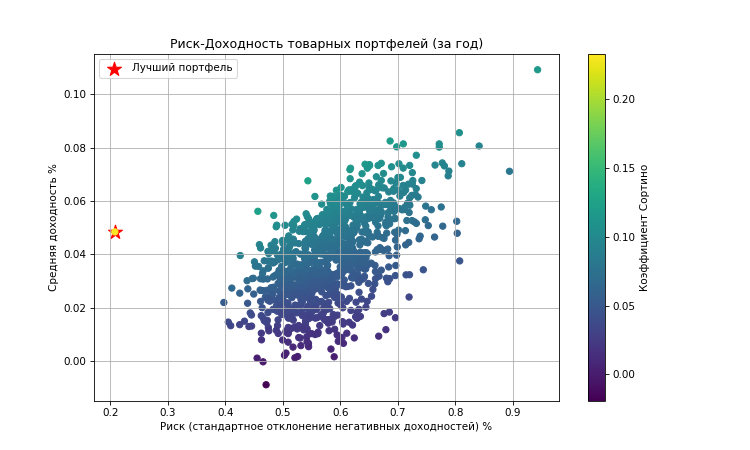 Риск-Доходность товарных портфелей (за год)
Лучший портфель
Средняя доходность %
0.10
0.08
0.06
0.04
0.02
0.00
0.2 0.3 0.4 0.5 0.6 0.7 0.8 0.9
Риск (стандартное отклонение негативных доходностей) %
0.20
0.15
0.10
0.05
0.00
Коэффициент Сортино